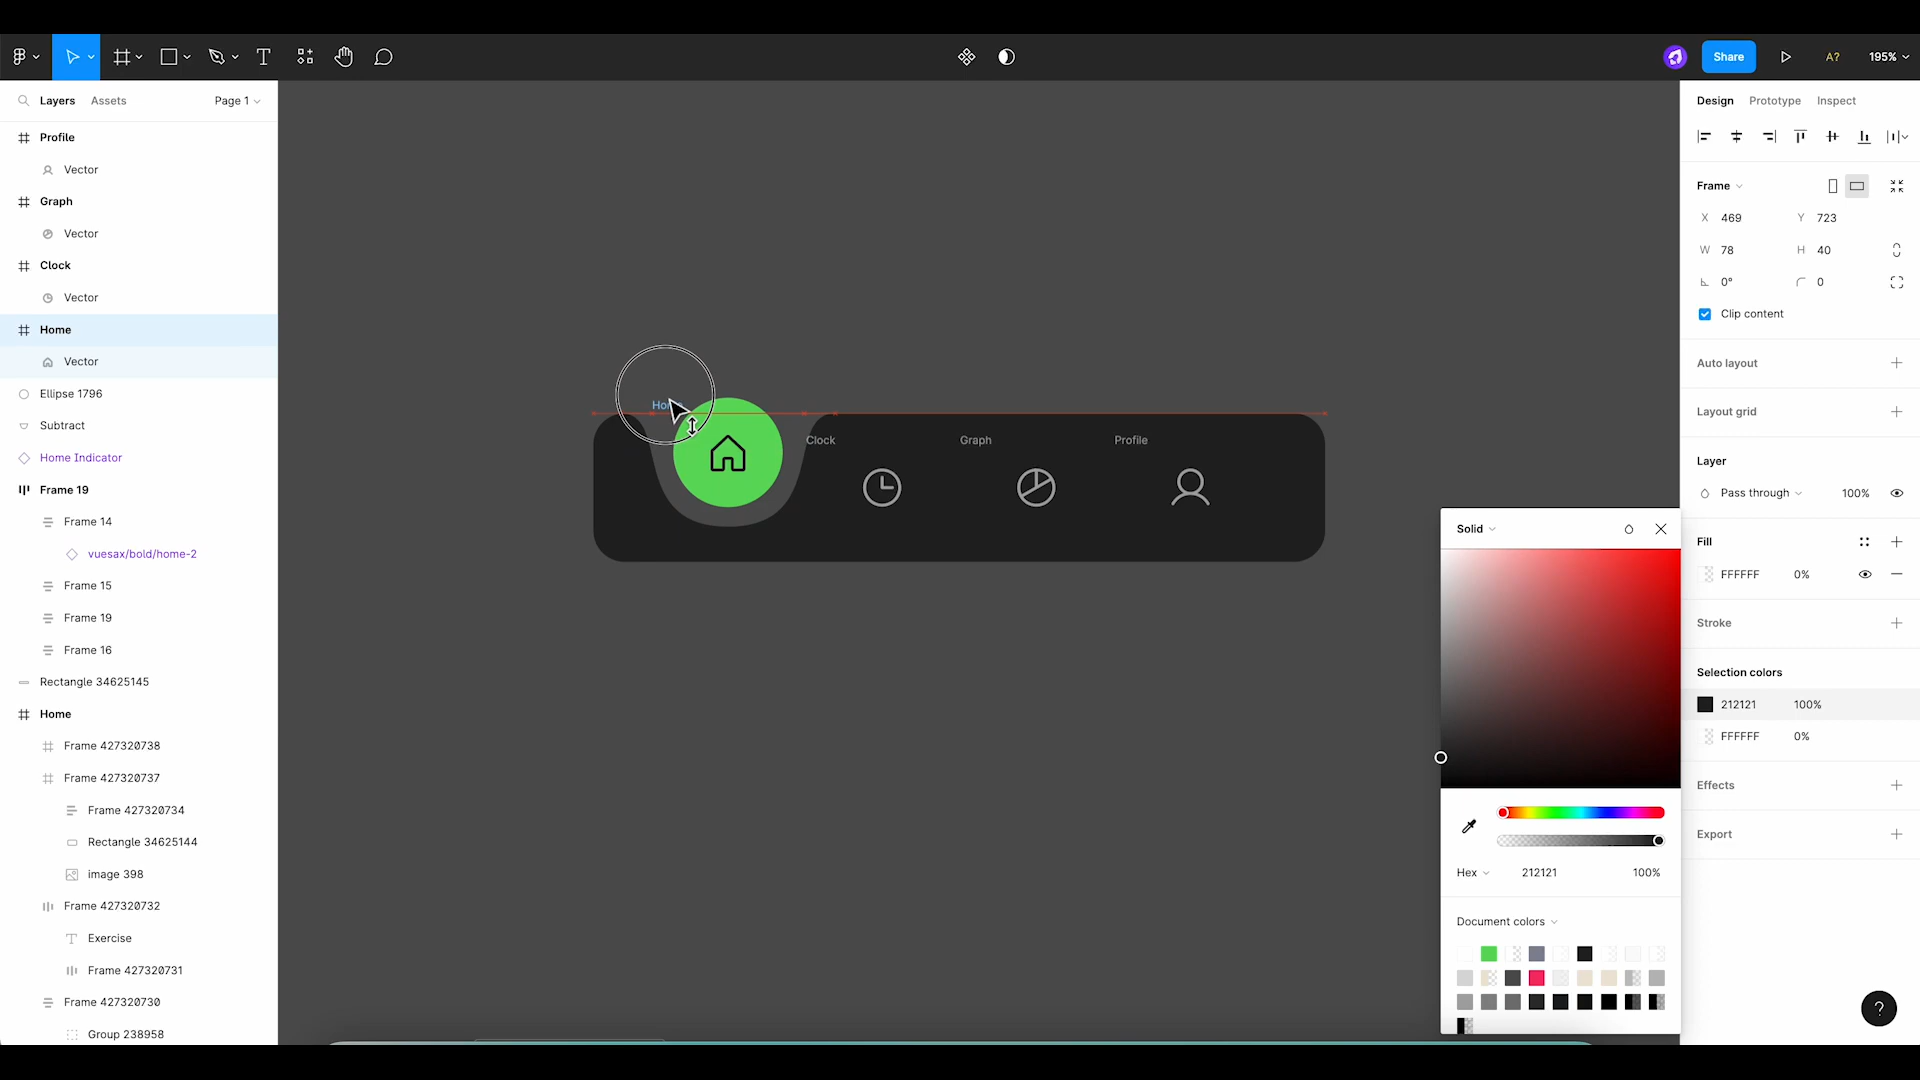 Share
A?
195%
Layers
Assets
Page 1
Profile
Vector
Graph
Vector
Clock
Vector
Home
Vector
Ellipse 1796
Subtract
Home Indicator
Frame 19
Frame 14
vuesax/bold/home-2
Frame 15
Frame 19
Frame 16
Rectangle 34625145
Home
Frame 427320738
Frame 427320737
Frame 427320734
Rectangle 34625144
image 398
Frame 427320732
Exercise
Frame 427320731
Frame 427320730
Group 238958
Clock
Graph
Profile
Solid
Hex
212121
100%
Document colors
Design
Prototype
Inspect
Frame
X 469
Y 723
W 78
H 40
0°
0
Clip content
Auto layout
Layout grid
Layer
Pass through
100%
Fill
FFFFFF
0%
Stroke
Selection colors
212121
100%
FFFFFF
0%
Effects
Export
?